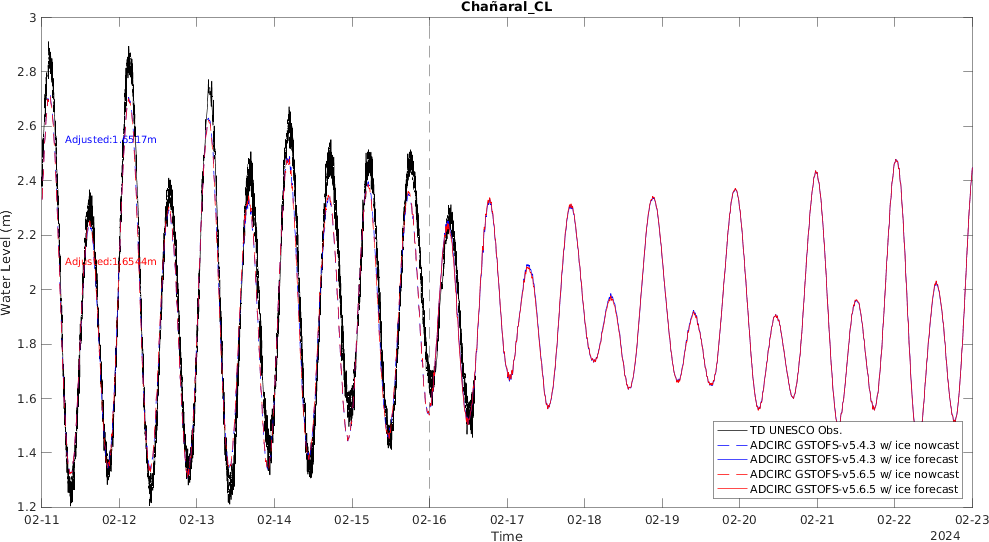 Chañaral_CL
Water Level (m)
3
2.8
2.6
2.4
2.2
2
1.8
1.6
1.4
1.2
Adjusted:1.6517m
Adjusted:1.6544m
TD UNESCO Obs.
ADCIRC GSTOFS-v5.4.3 w/ ice nowcast
ADCIRC GSTOFS-v5.4.3 w/ ice forecast
ADCIRC GSTOFS-v5.6.5 w/ ice nowcast
ADCIRC GSTOFS-v5.6.5 w/ ice forecast
02-11 02-12 02-13 02-14 02-15 02-16 02-17 02-18 02-19 02-20 02-21 02-22 02-23
Time
2024